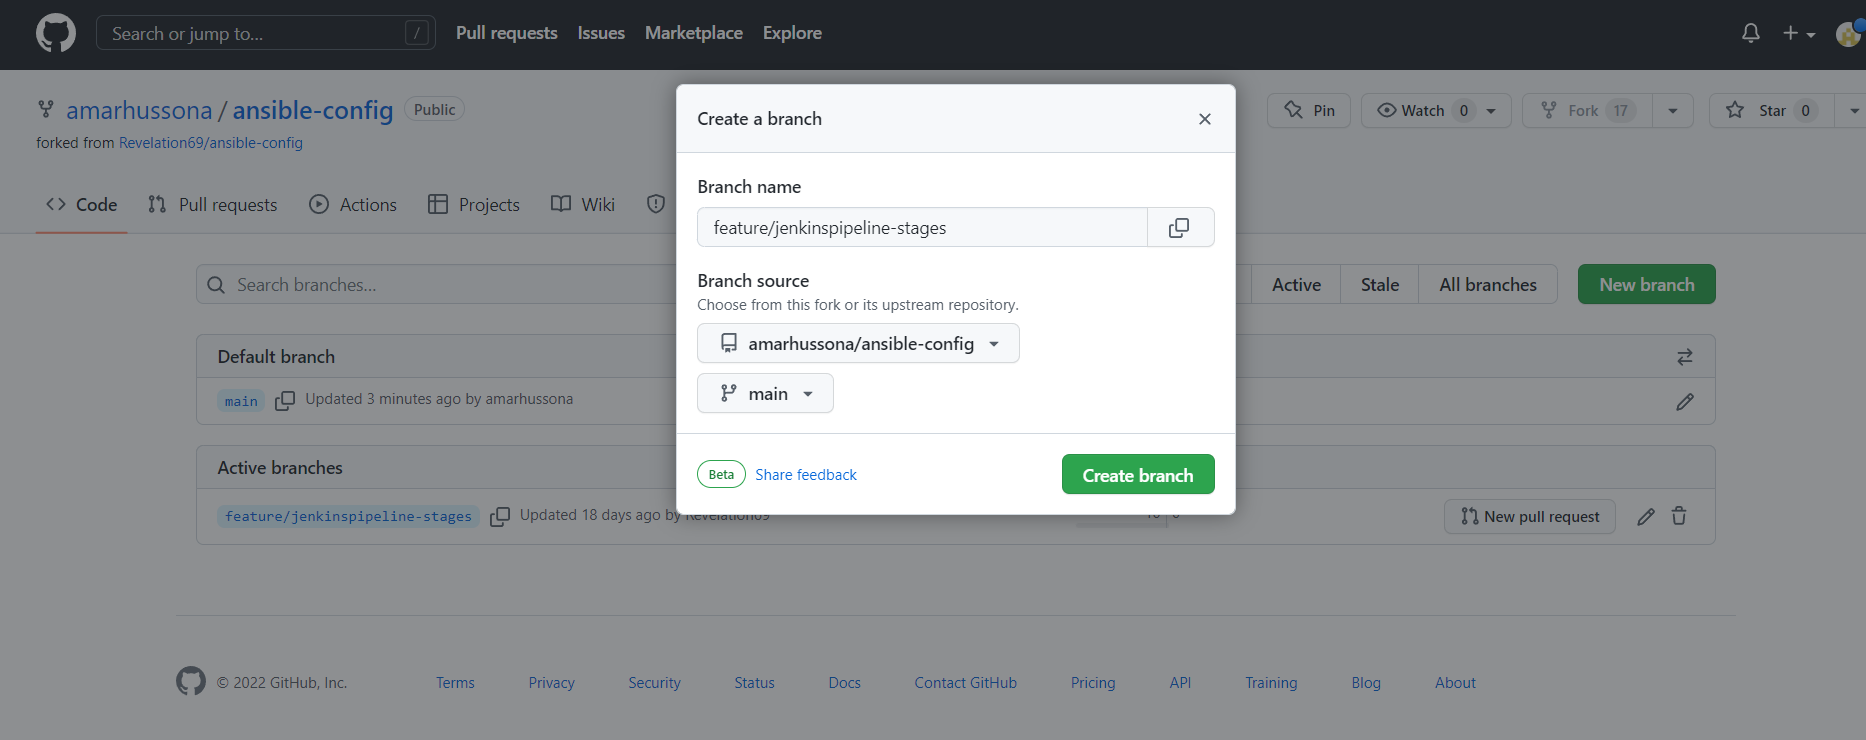 Search or jump to... / Pull requests Issues Marketplace Explore
amarhussona / ansible-config Public
forked from Revelation69/ansible-config
Pin Watch 0 Fork 17 Star 0
Code Pull requests Actions Projects Wiki
Search branches...
Active Stale All branches New branch
Default branch
main Updated 3 minutes ago by amarhussona
Active branches
feature/jenkinspipeline-stages Updated 18 days ago by Revelation69
New pull request
Create a branch
Branch name
feature/jenkinspipeline-stages
Branch source
Choose from this fork or its upstream repository.
amarhussona/ansible-config
main
Beta Share feedback Create branch
© 2022 GitHub, Inc. Terms Privacy Security Status Docs Contact GitHub Pricing API Training Blog About